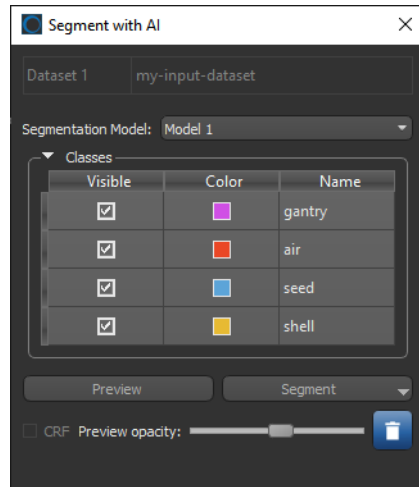 Segment with AI
Dataset 1 my-input-dataset
Segmentation Model: Model 1
Classes
Visible Color Name
gantry
air
seed
shell
Preview Segment
CRF Preview opacity: